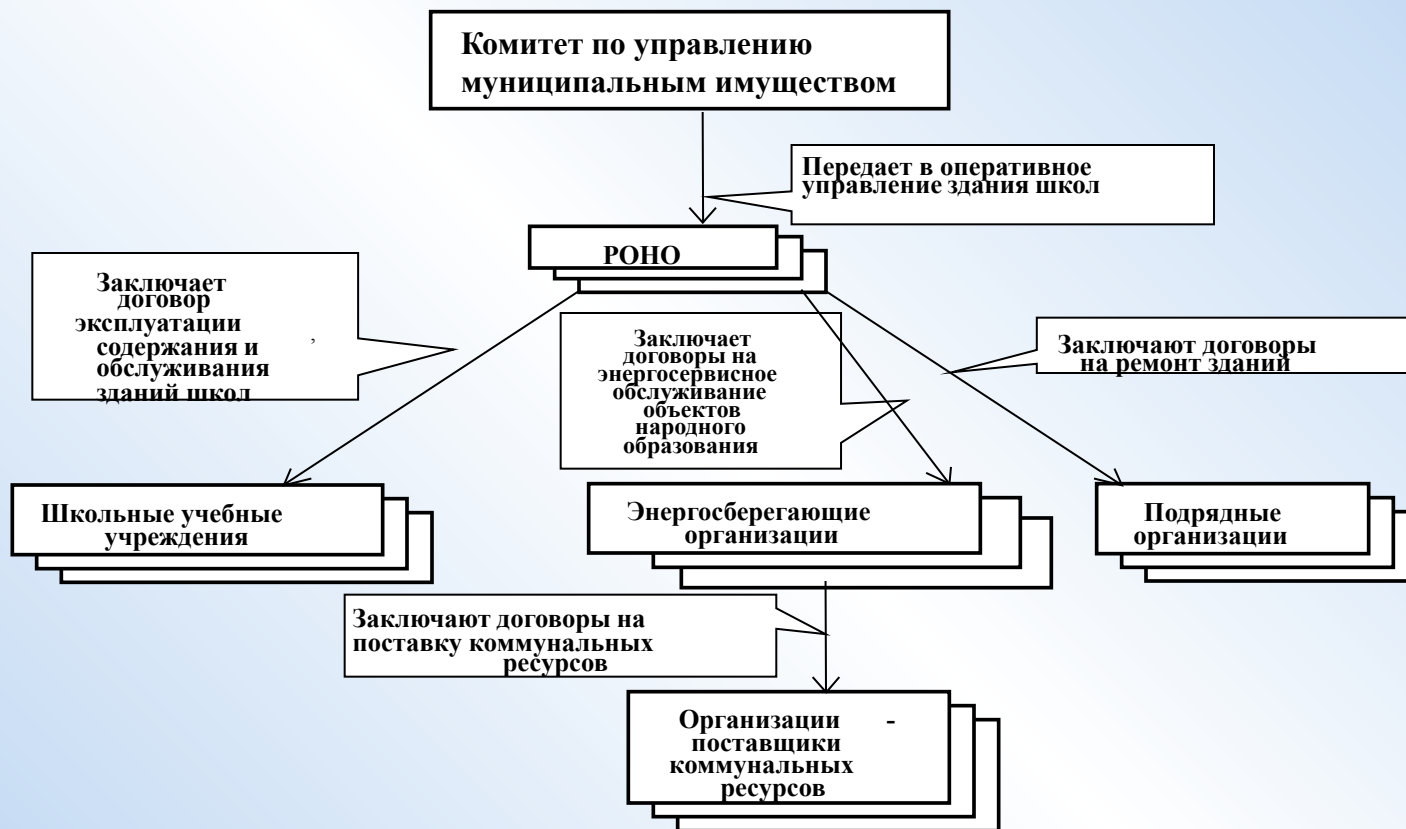 Комитет по управлению
муниципальным имуществом
Передает в оперативное
управление здания школ
РОНО
Заключает
договор
эксплуатации ,
содержания и
обслуживания
зданий школ
Заключает
договоры на
энергосервисное
обслуживание
объектов
народного
образования
Заключают договоры
на ремонт зданий
Школьные учебные
учреждения
Энергосберегающие
организации
Подрядные
организации
Заключают договоры на
поставку коммунальных
ресурсов
Организации -
поставщики
коммунальных
ресурсов